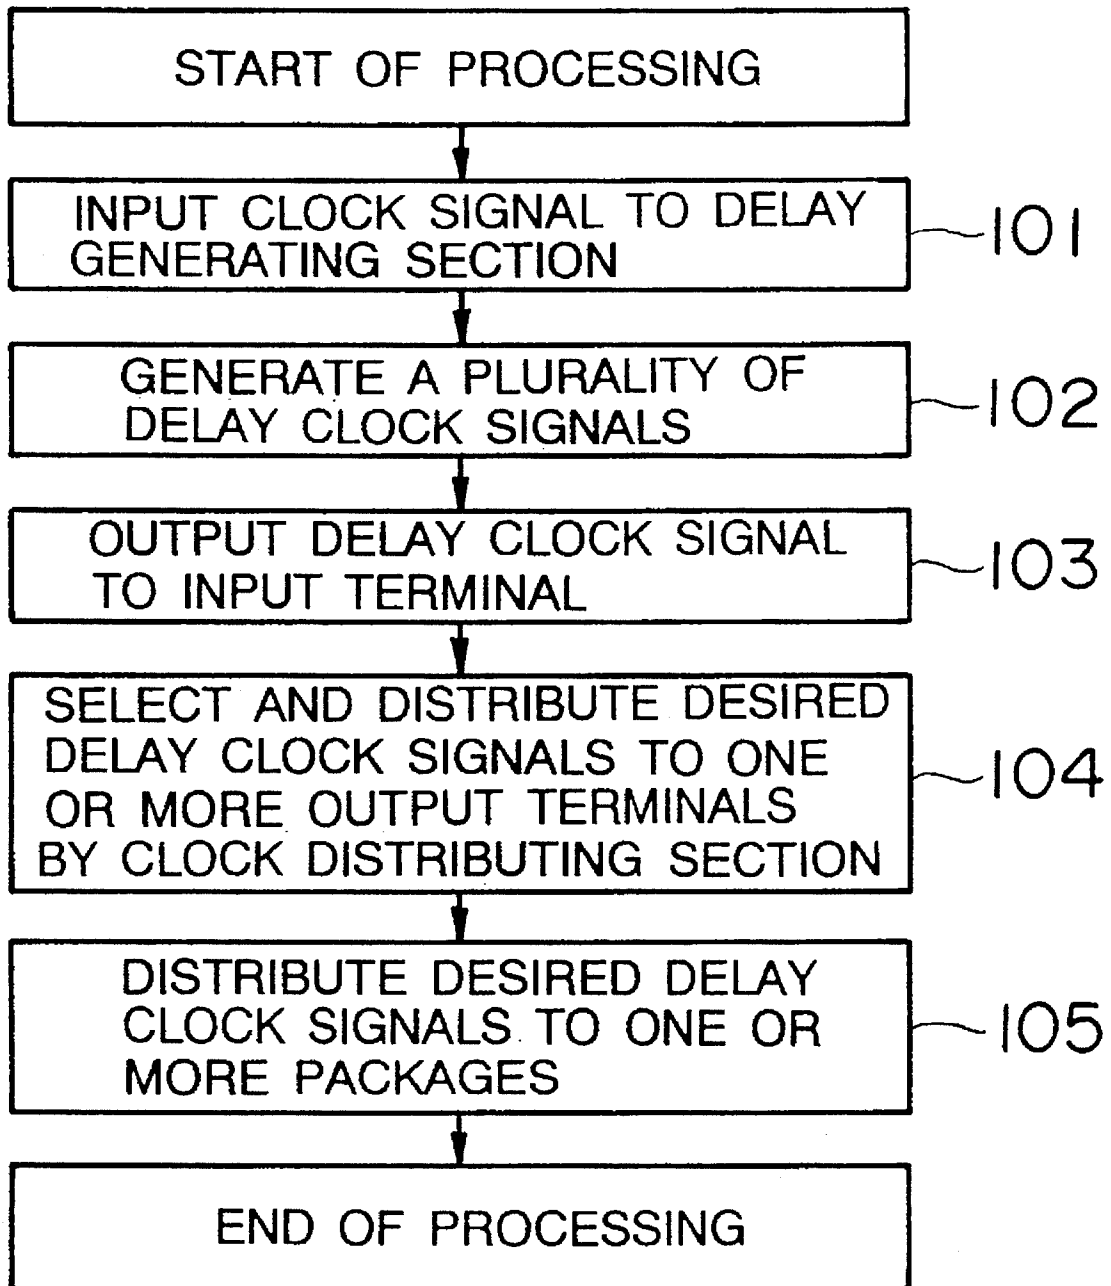 START OF PROCESSING
INPUT CLOCK SIGNAL TO DELAY
GENERATING SECTION
101
GENERATE A PLURALITY OF
DELAY CLOCK SIGNALS
102
OUTPUT DELAY CLOCK SIGNAL
TO INPUT TERMINAL
103
SELECT AND DISTRIBUTE DESIRED
DELAY CLOCK SIGNALS TO ONE
OR MORE OUTPUT TERMINALS
BY CLOCK DISTRIBUTING SECTION
104
DISTRIBUTE DESIRED DELAY
CLOCK SIGNALS TO ONE OR
MORE PACKAGES
105
END OF PROCESSING